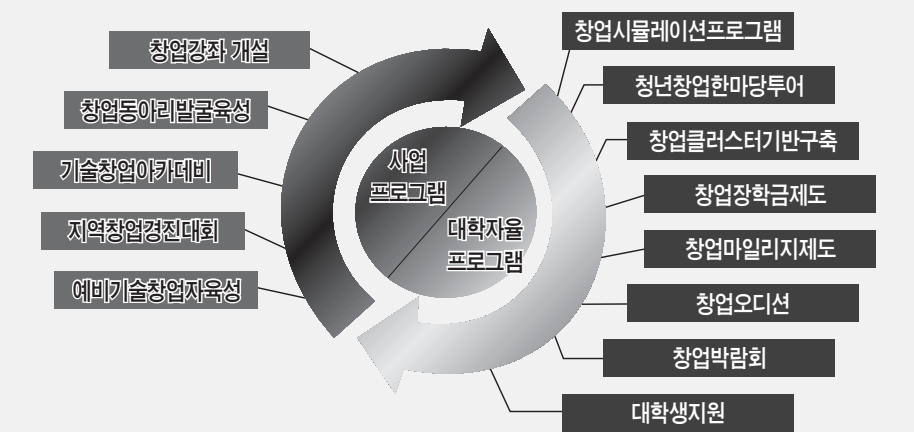 창업강좌 개설
창업동아리발굴육성
기술창업아카데비
지역창업경진대회
예비기술창업자육성
사업
프로그램
대학자율
프로그램
창업시뮬레이션프로그램
청년창업한마당투어
창업클러스터기반구축
창업장학금제도
창업마일리지제도
창업오디션
창업박람회
대학생지원